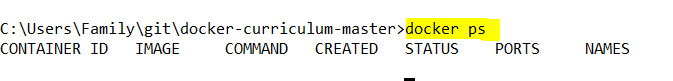 C:\Users\Family\git\docker-curriculum-master>docker ps
CONTAINER ID   IMAGE     COMMAND   CREATED   STATUS    PORTS     NAMES